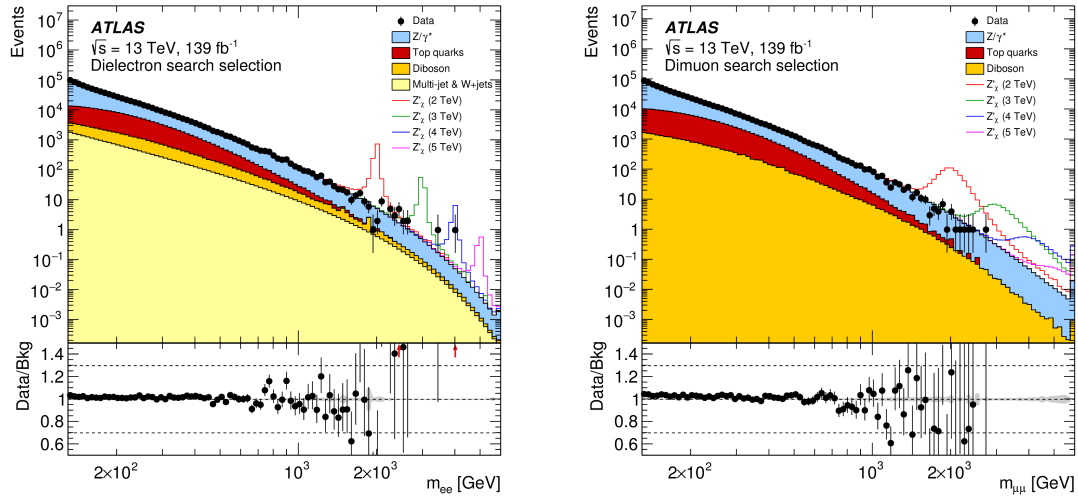 Events
10⁷
10⁶
10⁵
10⁴
10³
10²
10
1
10⁻¹
10⁻²
10⁻³
ATLAS
√s = 13 TeV, 139 fb⁻¹
Dielectron search selection
Data
Z/γ*
Top quarks
Diboson
Multi-jet & W+jets
Z'χ (2 TeV)
Z'χ (3 TeV)
Z'χ (4 TeV)
Z'χ (5 TeV)
Data/Bkg
1.4
1.2
1
0.8
0.6
2×10²
10³
2×10³
mee [GeV]
Events
10⁷
10⁶
10⁵
10⁴
10³
10²
10
1
10⁻¹
10⁻²
10⁻³
ATLAS
√s = 13 TeV, 139 fb⁻¹
Dimuon search selection
Data
Z/γ*
Top quarks
Diboson
Z'χ (2 TeV)
Z'χ (3 TeV)
Z'χ (4 TeV)
Z'χ (5 TeV)
Data/Bkg
1.4
1.2
1
0.8
0.6
2×10²
10³
2×10³
mμμ [GeV]